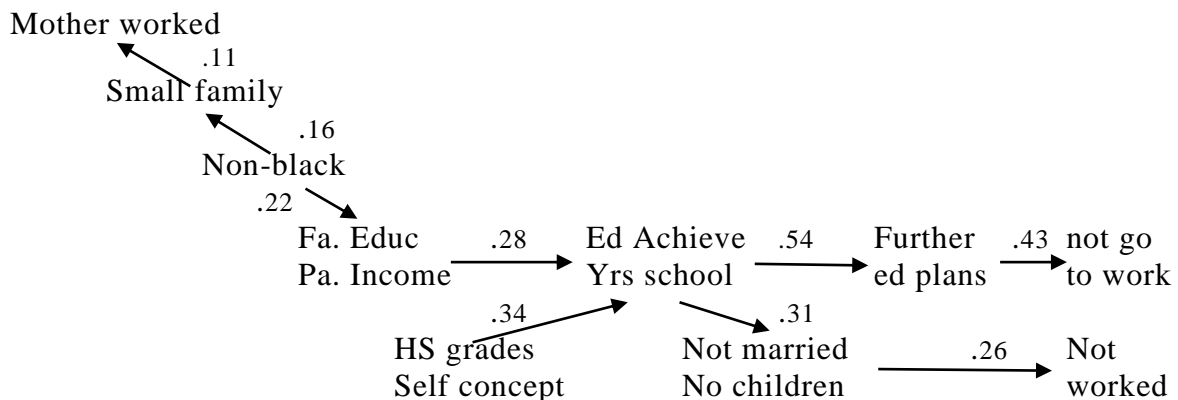 Mother worked
.11
Small family
.16
Non-black
.22
Fa. Educ .28 Ed Achieve .54 Further .43 not go
Pa. Income Yrs school ed plans to work
.34 .31
HS grades Not married .26 Not
Self concept No children worked